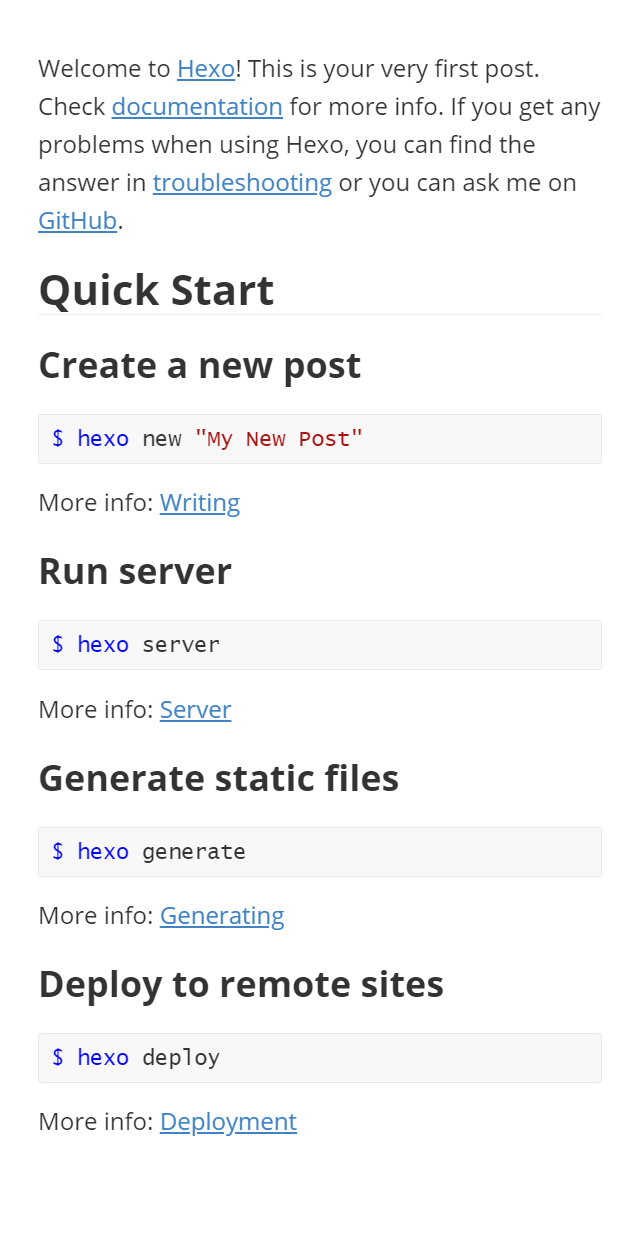 Welcome to Hexo! This is your very first post.
Check documentation for more info. If you get any
problems when using Hexo, you can find the
answer in troubleshooting or you can ask me on
GitHub.
Quick Start
Create a new post
$ hexo new "My New Post"
More info: Writing
Run server
$ hexo server
More info: Server
Generate static files
$ hexo generate
More info: Generating
Deploy to remote sites
$ hexo deploy
More info: Deployment